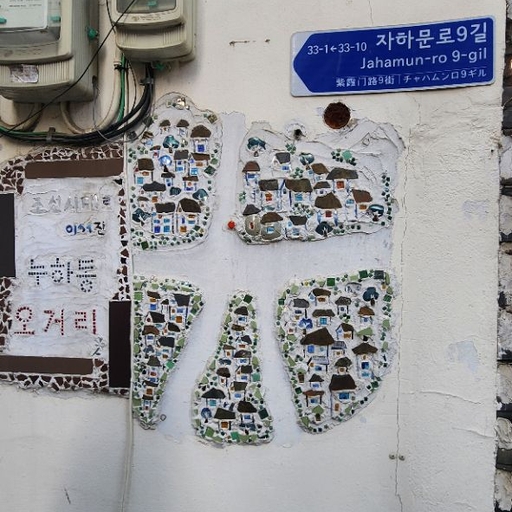 33-1←33-10 자하문로9길
Jahamun-ro 9-gil
紫霞门路9街 | チャハムンロ9ギル
조선시대
누하동
오거리